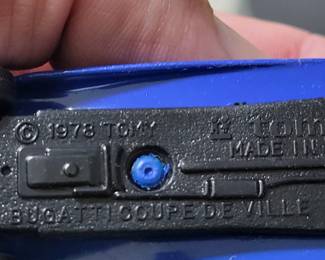 © 1978 TOMY
MADE IN
BUGATTI COUPE DE VILLE